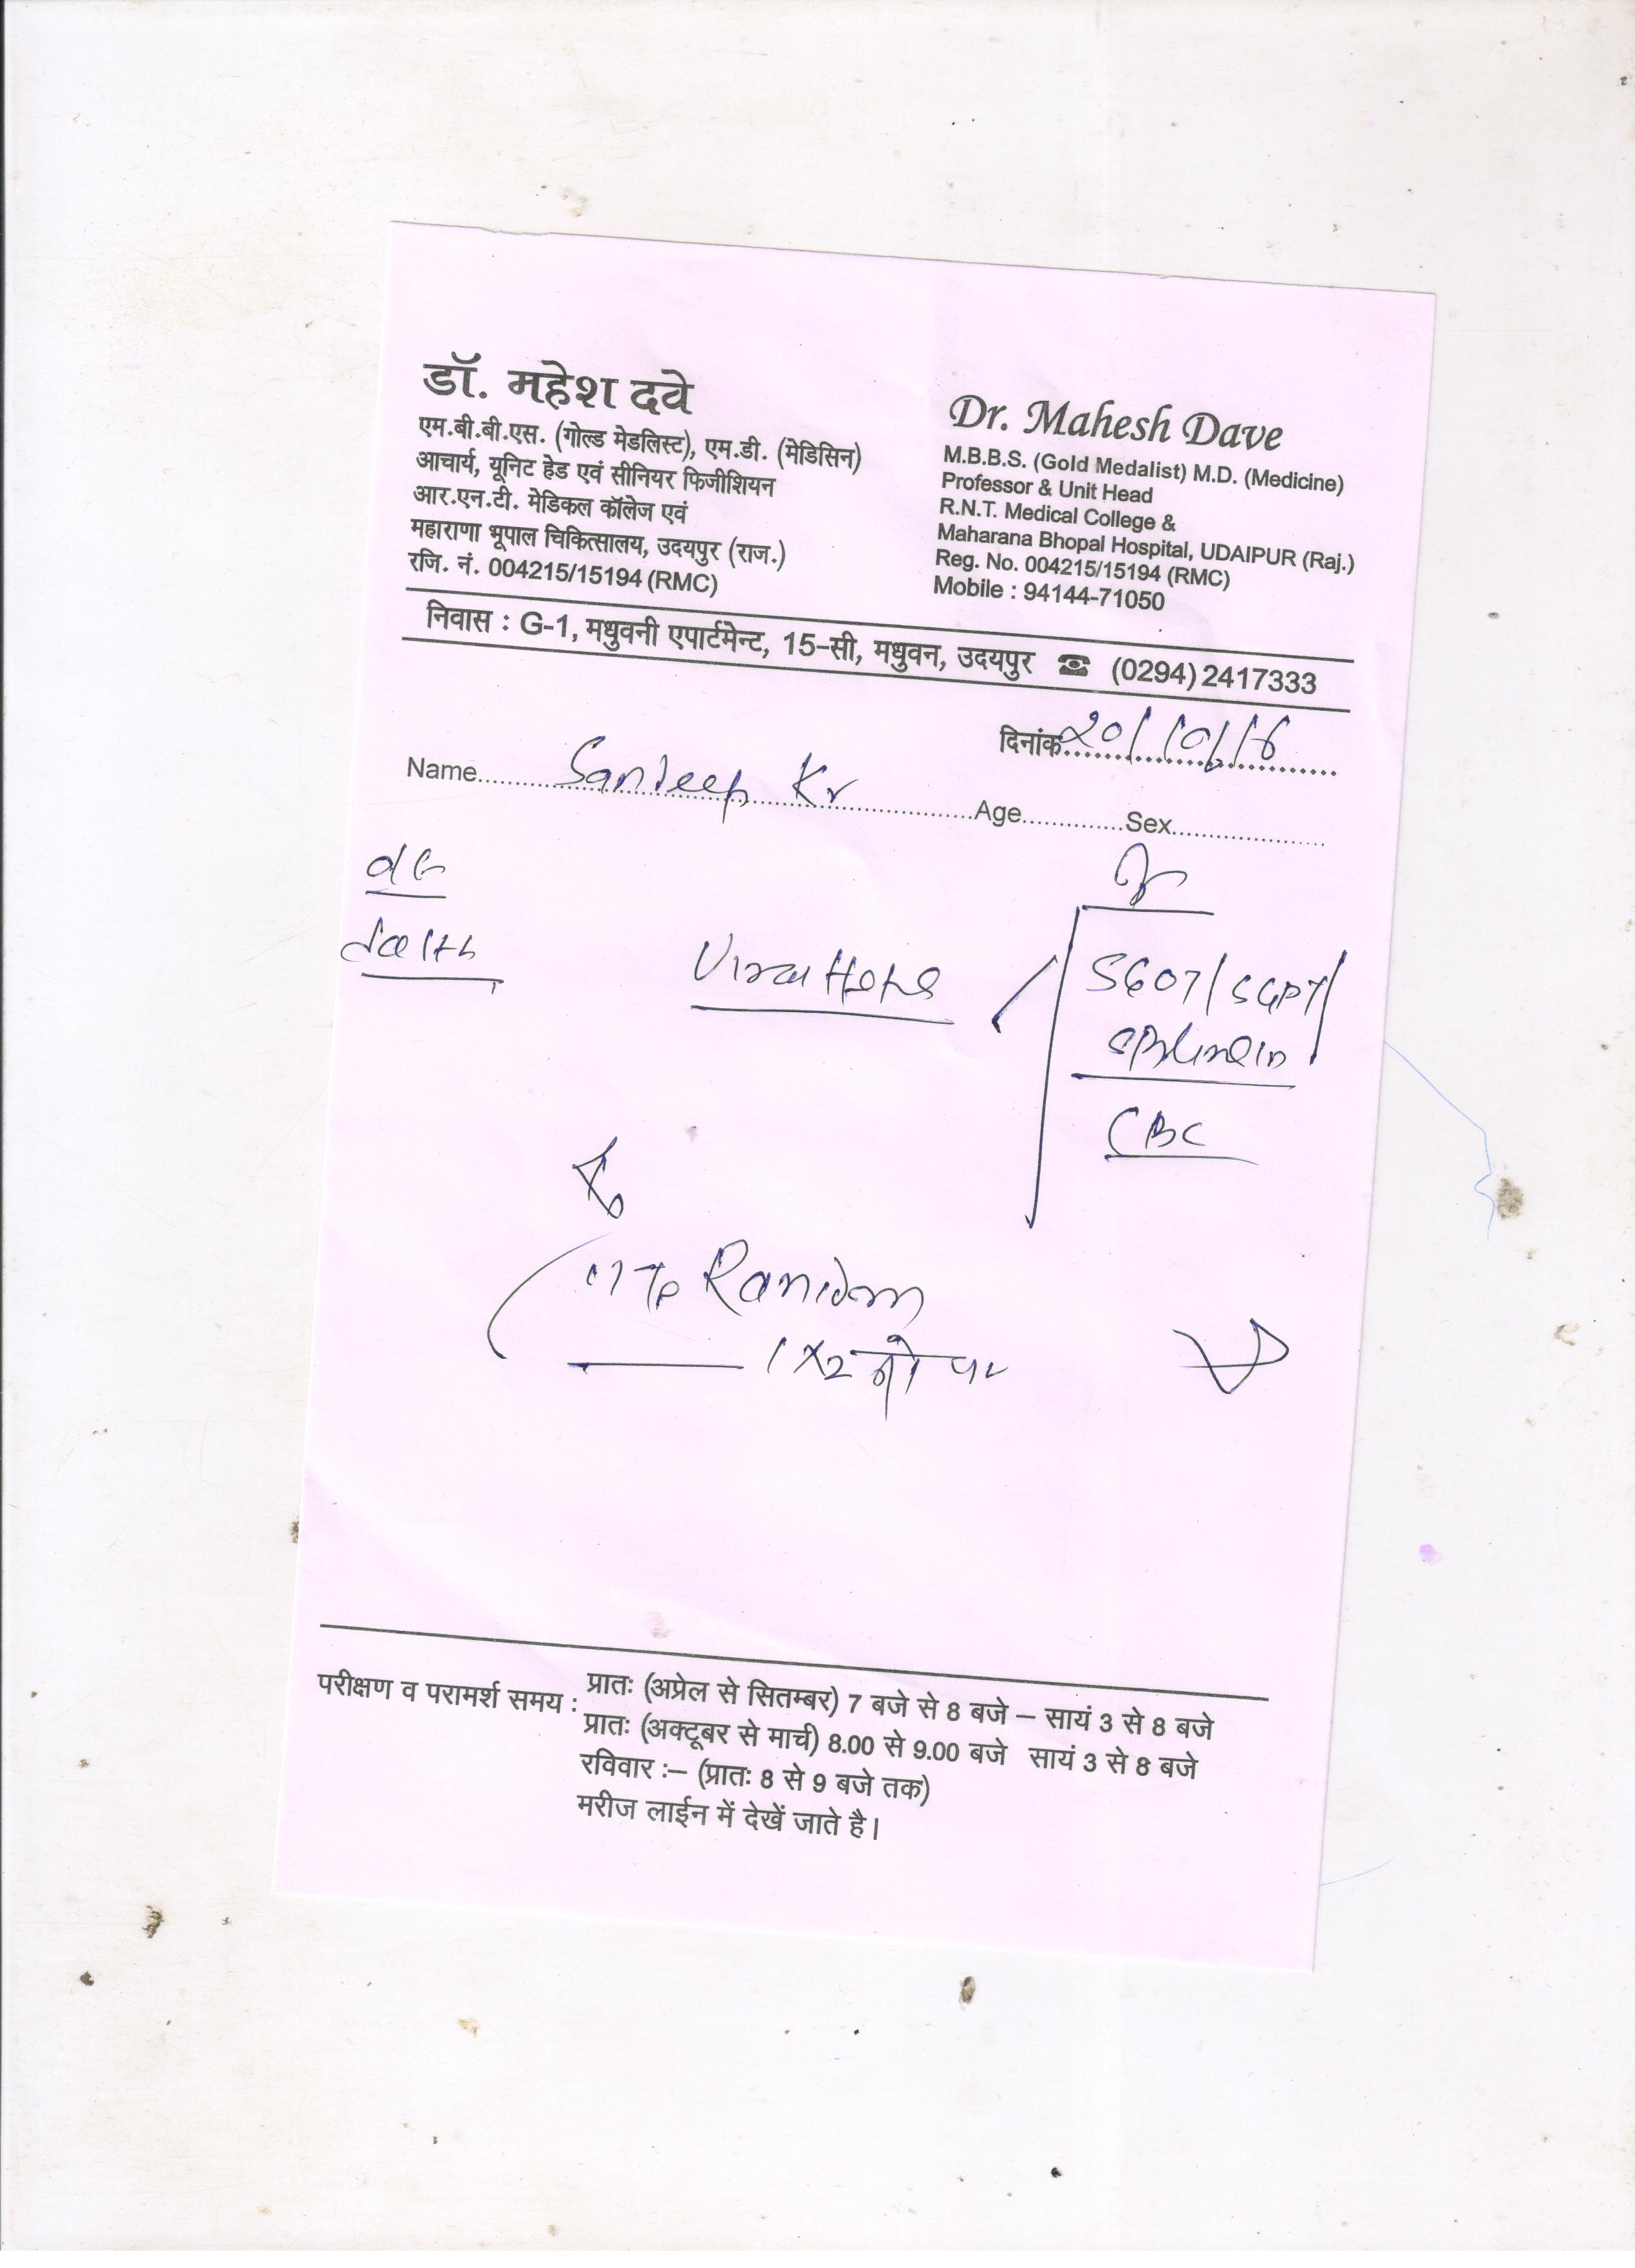 डॉ. महेश दवे
एम.बी.बी.एस. (गोल्ड मेडलिस्ट), एम.डी. (मेडिसिन)
आचार्य, यूनिट हेड एवं सीनियर फिजीशियन
आर.एन.टी. मेडिकल कॉलेज एवं
महाराणा भूपाल चिकित्सालय, उदयपुर (राज.)
रजि. नं. 004215/15194 (RMC)
Dr. Mahesh Dave
M.B.B.S. (Gold Medalist) M.D. (Medicine)
Professor & Unit Head
R.N.T. Medical College &
Maharana Bhopal Hospital, UDAIPUR (Raj.)
Reg. No. 004215/15194 (RMC)
Mobile : 94144-71050
निवास : G-1, मधुवनी एपार्टमेन्ट, 15-सी, मधुवन, उदयपुर ☎ (0294) 2417333
दिनांक 20/10/16
Name Sandeep Kr Age Sex
Viral
SGOT/SGPT/
CBC
1x2
परीक्षण व परामर्श समय : प्रातः (अप्रेल से सितम्बर) 7 बजे से 8 बजे – सायं 3 से 8 बजे
प्रातः (अक्टूबर से मार्च) 8.00 से 9.00 बजे सायं 3 से 8 बजे
रविवार :– (प्रातः 8 से 9 बजे तक)
मरीज लाईन में देखें जाते है।